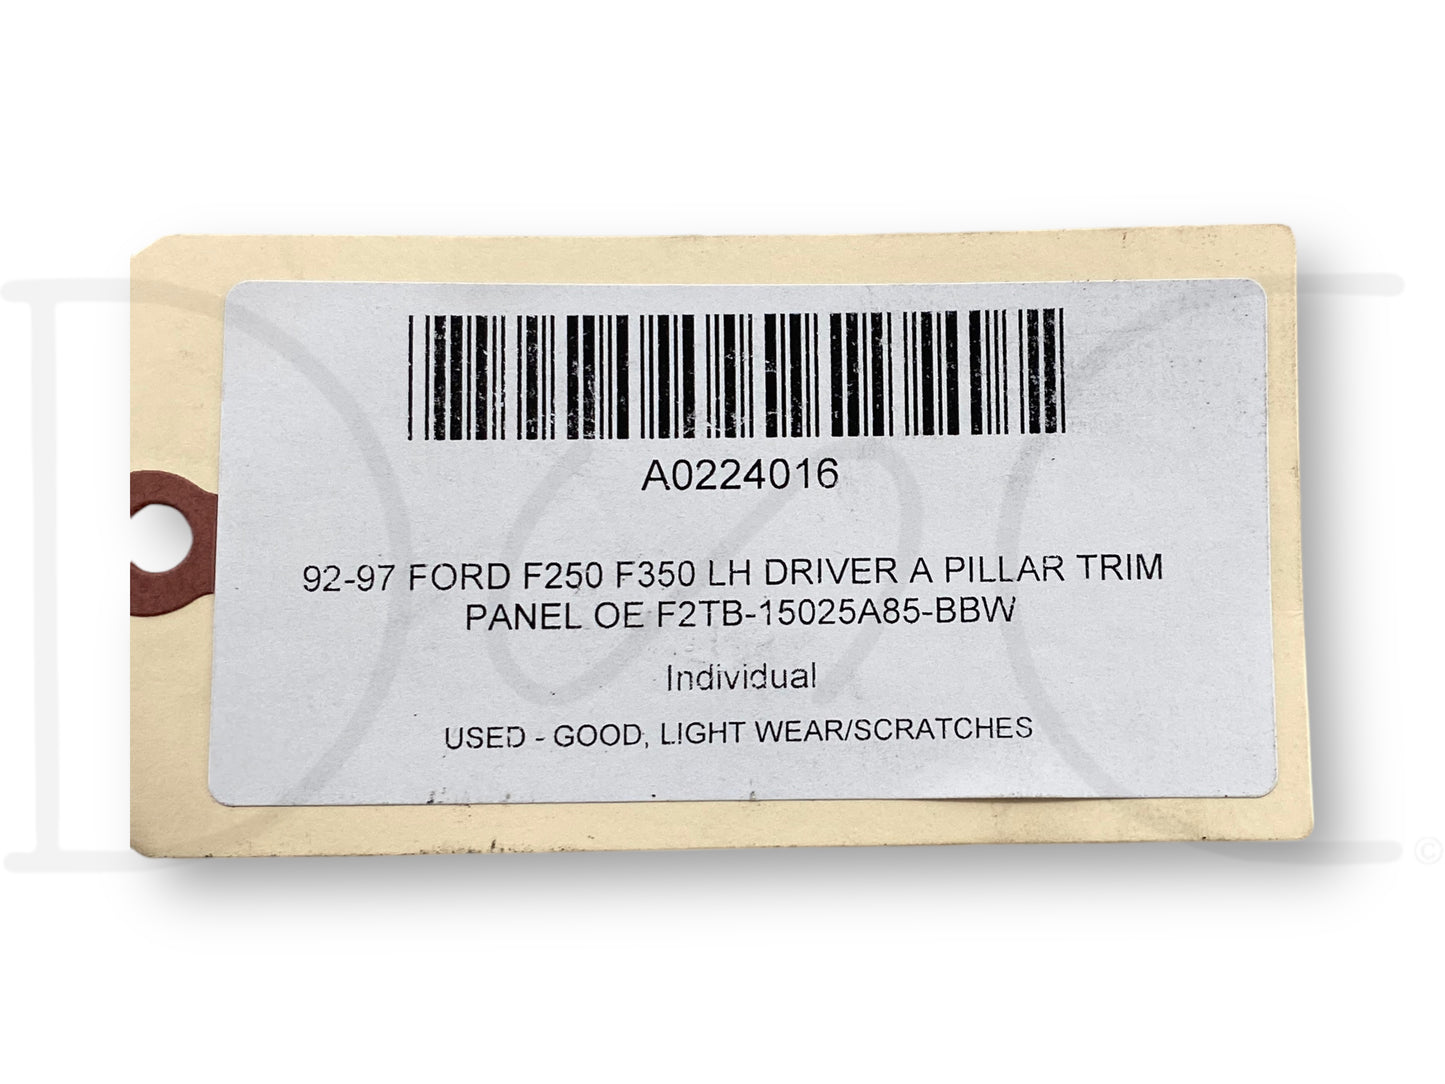 A0224016
92-97 FORD F250 F350 LH DRIVER A PILLAR TRIM
PANEL OE F2TB-15025A85-BBW
Individual
USED - GOOD, LIGHT WEAR/SCRATCHES
©